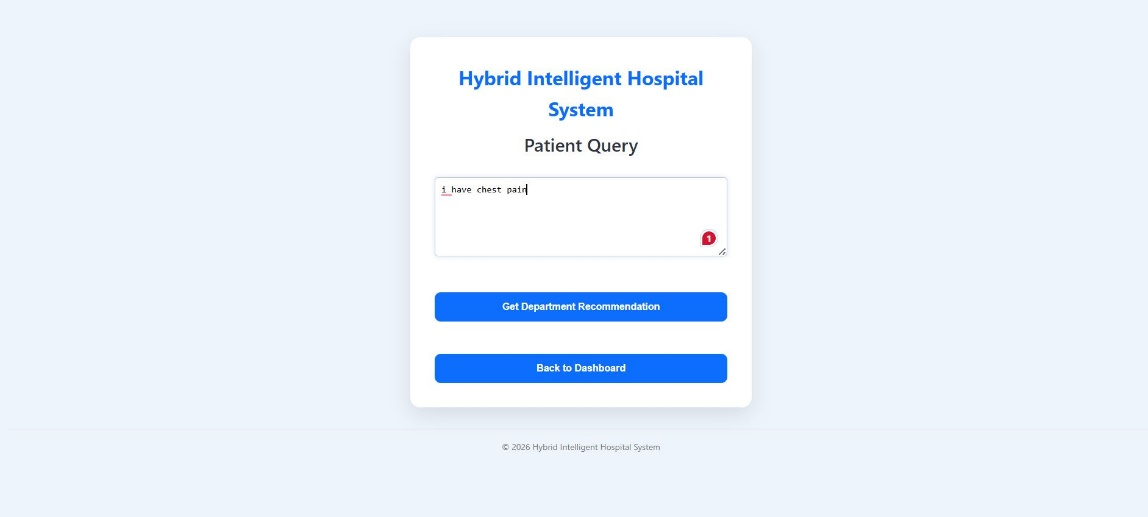 Hybrid Intelligent Hospital
System
Patient Query
i have chest pain
1
Get Department Recommendation
Back to Dashboard
© 2026 Hybrid Intelligent Hospital System